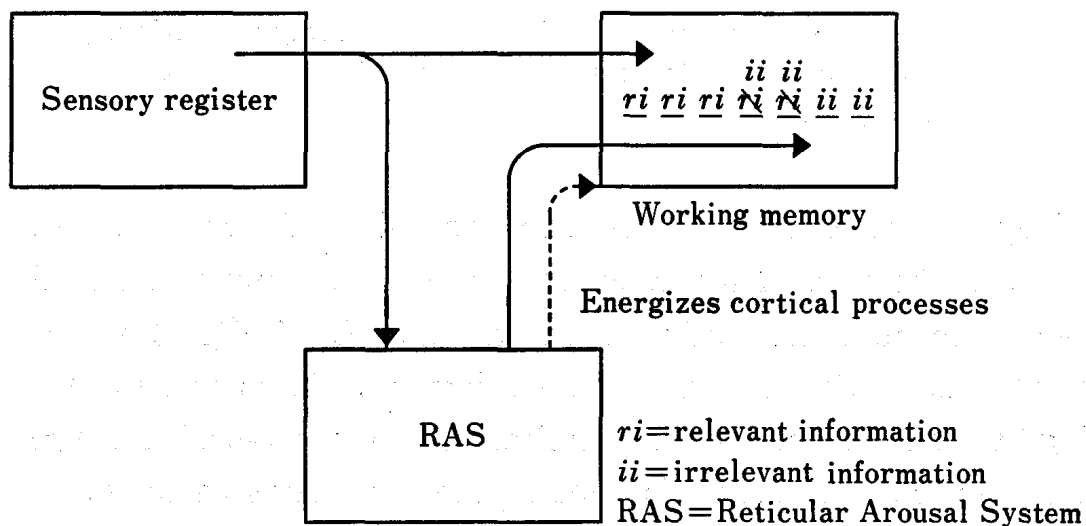 Sensory register
ii ii
ri ri ri ri ri ii ii
Working memory
Energizes cortical processes
RAS
ri=relevant information
ii=irrelevant information
RAS=Reticular Arousal System